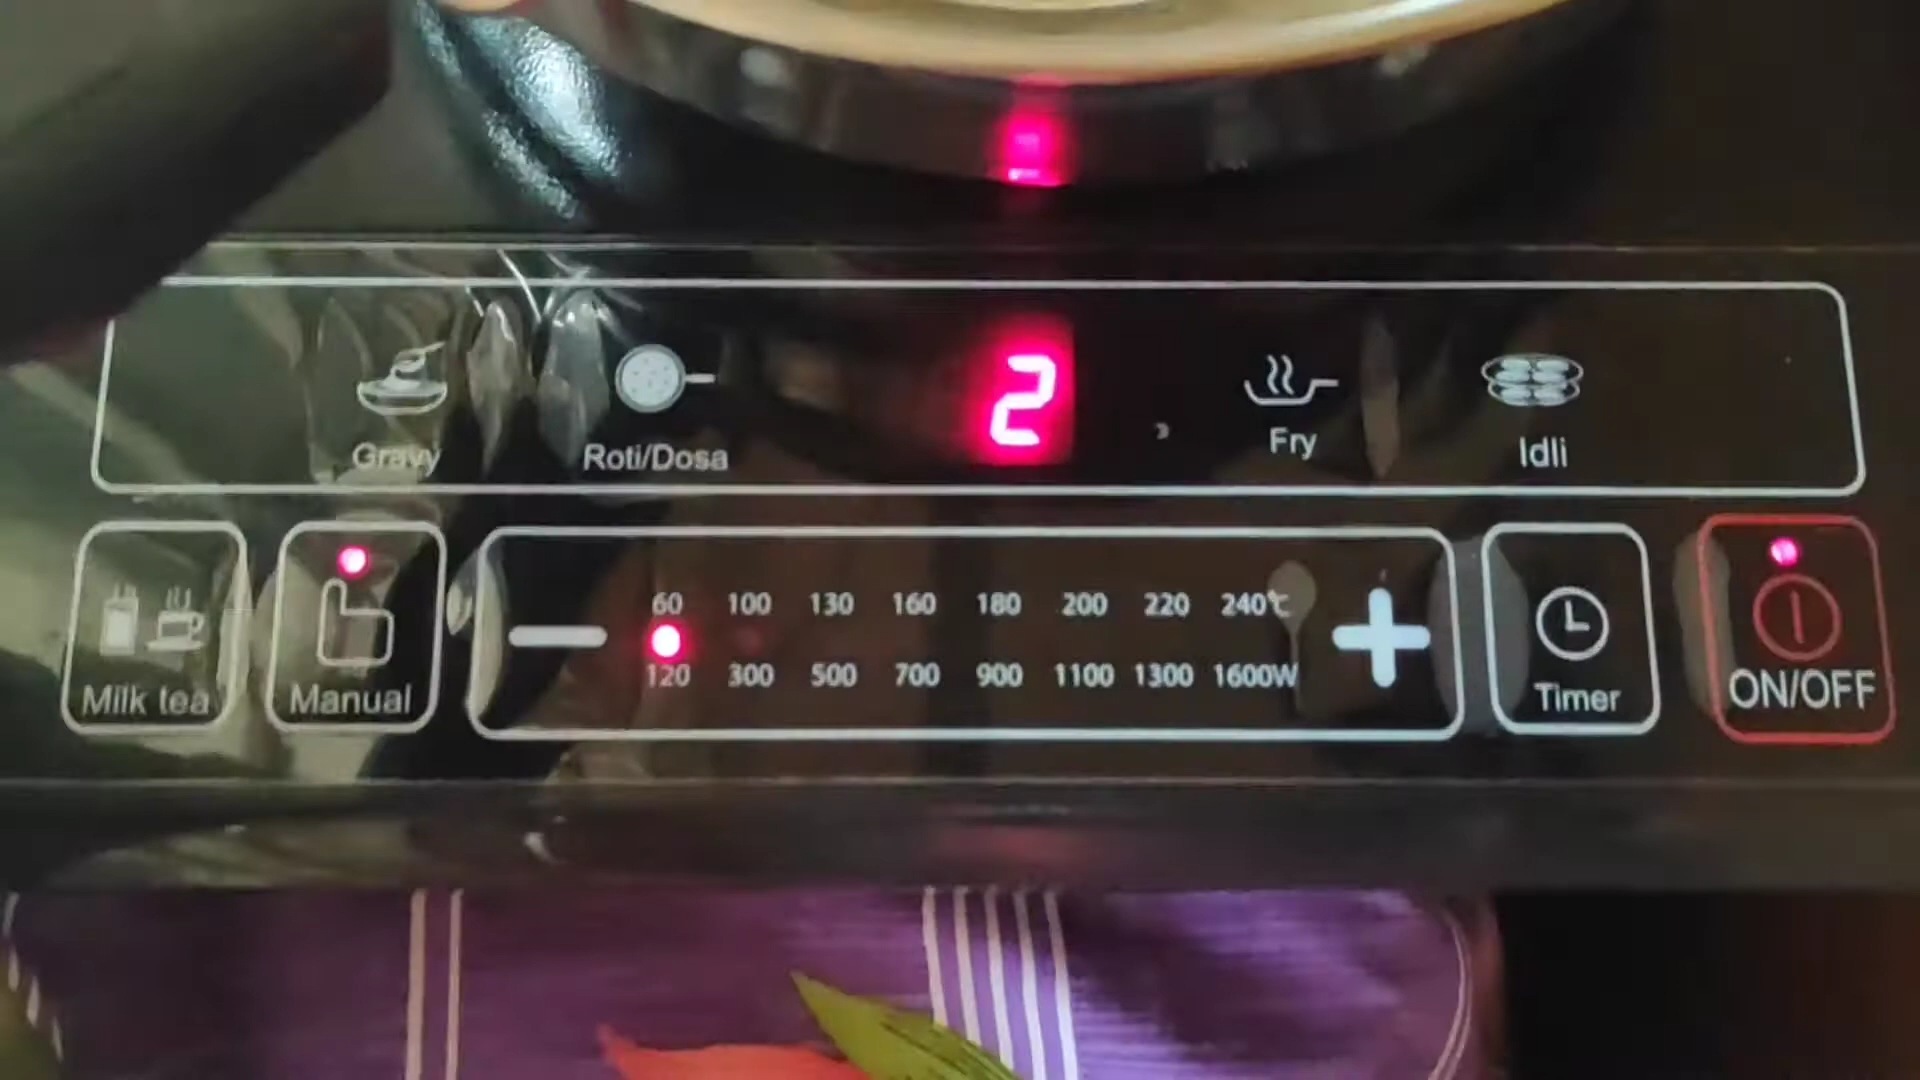 2
Gravy Roti/Dosa Fry Idli
60 100 130 160 180 200 220 240℃
120 300 500 700 900 1100 1300 1600W
Milk tea Manual Timer ON/OFF